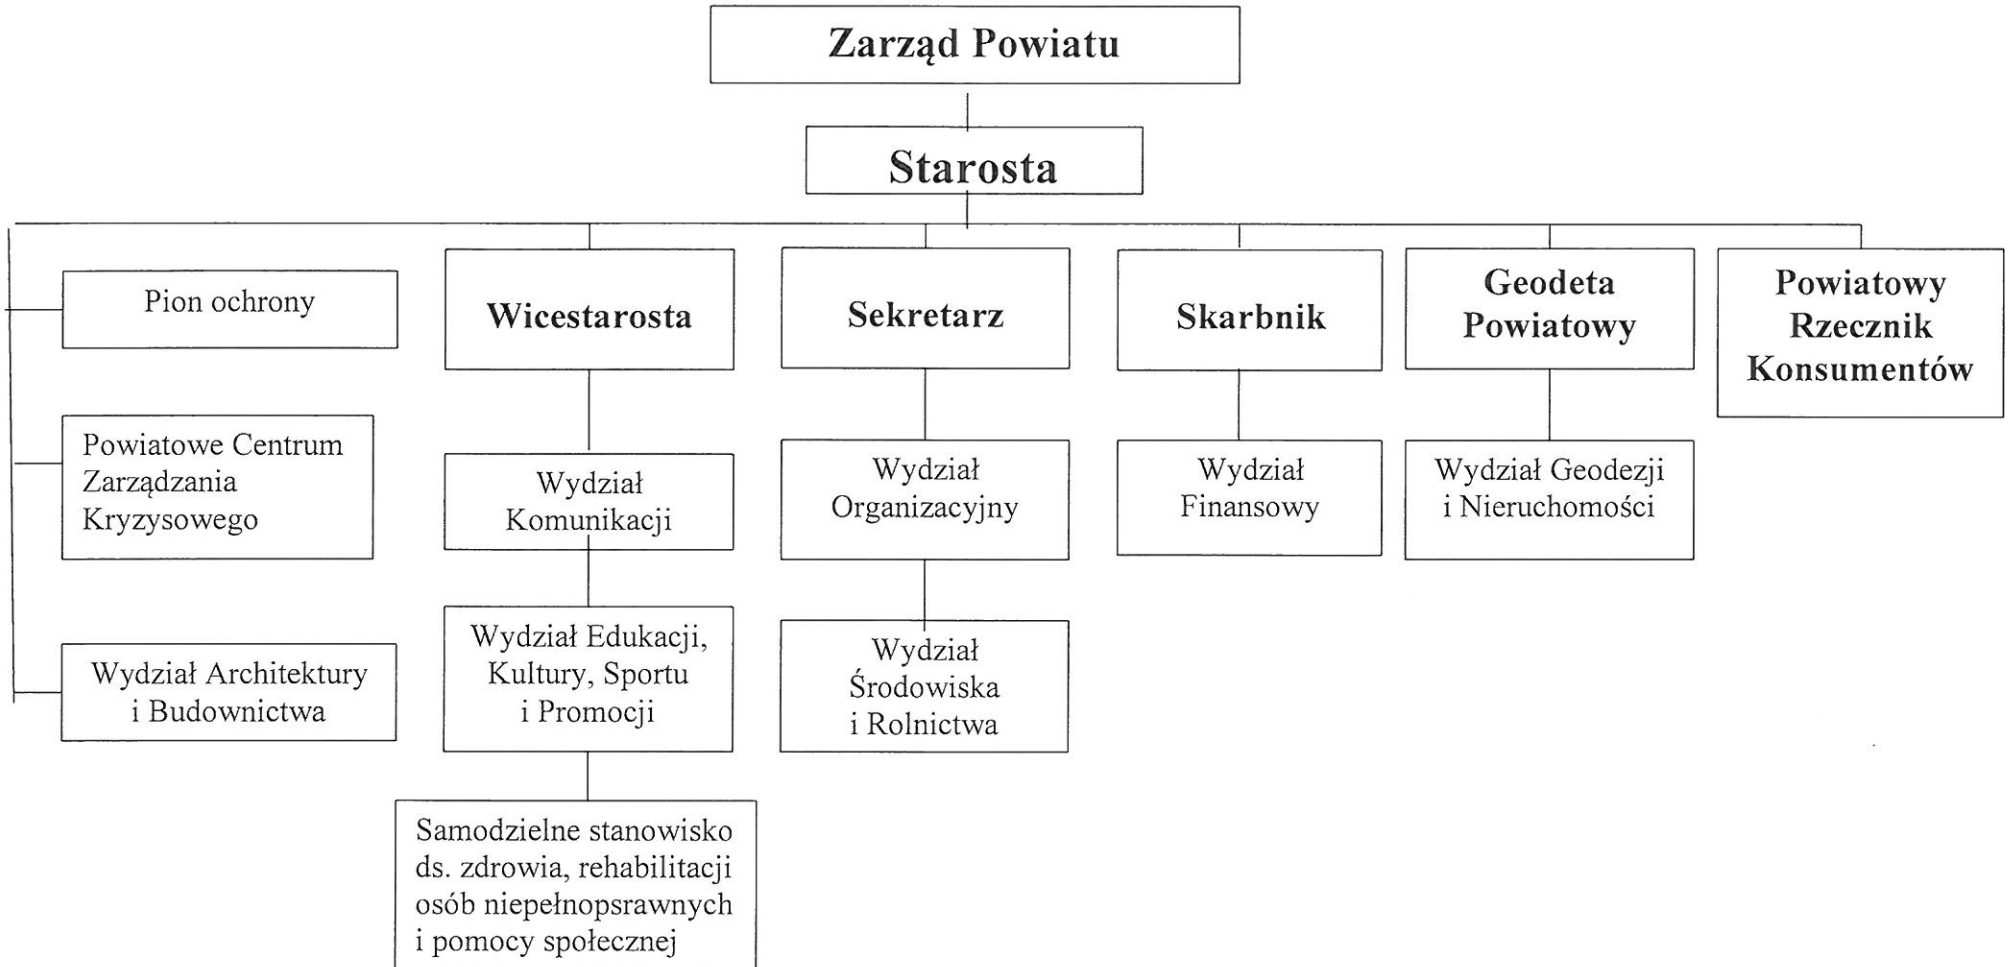 Zarząd Powiatu
Starosta
Pion ochrony
Powiatowe Centrum
Zarządzania
Kryzysowego
Wydział Architektury
i Budownictwa
Wicestarosta
Wydział
Komunikacji
Wydział Edukacji,
Kultury, Sportu
i Promocji
Samodzielne stanowisko
ds. zdrowia, rehabilitacji
osób niepełnopsrawnych
i pomocy społecznej
Sekretarz
Wydział
Organizacyjny
Wydział
Środowiska
i Rolnictwa
Skarbnik
Wydział
Finansowy
Geodeta
Powiatowy
Wydział Geodezji
i Nieruchomości
Powiatowy
Rzecznik
Konsumentów